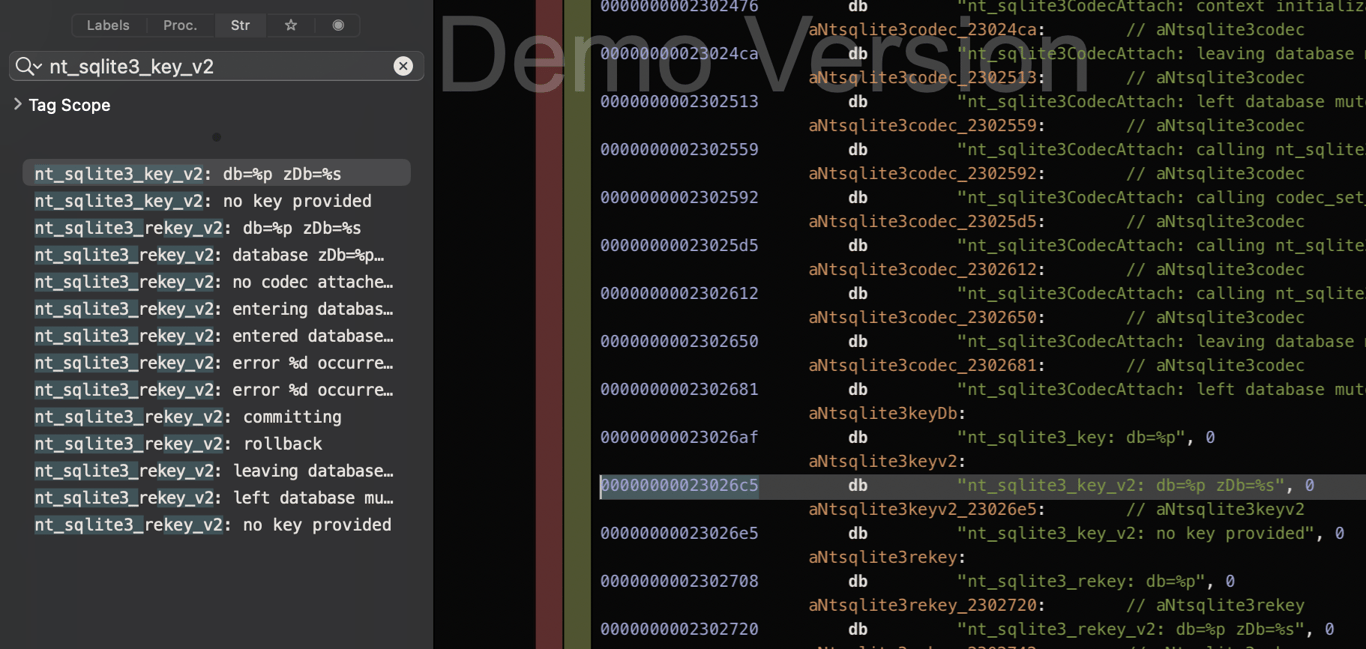 Labels Proc. Str
nt_sqlite3_key_v2
Tag Scope
nt_sqlite3_key_v2: db=%p zDb=%s
nt_sqlite3_key_v2: no key provided
nt_sqlite3_rekey_v2: db=%p zDb=%s
nt_sqlite3_rekey_v2: database zDb=%p…
nt_sqlite3_rekey_v2: no codec attache…
nt_sqlite3_rekey_v2: entering databas…
nt_sqlite3_rekey_v2: entered database…
nt_sqlite3_rekey_v2: error %d occurre…
nt_sqlite3_rekey_v2: error %d occurre…
nt_sqlite3_rekey_v2: committing
nt_sqlite3_rekey_v2: rollback
nt_sqlite3_rekey_v2: leaving database…
nt_sqlite3_rekey_v2: left database mu…
nt_sqlite3_rekey_v2: no key provided
Demo Version
0000000002302476 db "nt_sqlite3CodecAttach: context initializa
aNtsqlite3codec_23024ca: // aNtsqlite3codec
00000000023024ca db "nt_sqlite3CodecAttach: leaving database
aNtsqlite3codec_2302513: // aNtsqlite3codec
0000000002302513 db "nt_sqlite3CodecAttach: left database mut
aNtsqlite3codec_2302559: // aNtsqlite3codec
0000000002302559 db "nt_sqlite3CodecAttach: calling nt_sqlite
aNtsqlite3codec_2302592: // aNtsqlite3codec
0000000002302592 db "nt_sqlite3CodecAttach: calling codec_set_
aNtsqlite3codec_23025d5: // aNtsqlite3codec
00000000023025d5 db "nt_sqlite3CodecAttach: calling nt_sqlite
aNtsqlite3codec_2302612: // aNtsqlite3codec
0000000002302612 db "nt_sqlite3CodecAttach: calling nt_sqlite
aNtsqlite3codec_2302650: // aNtsqlite3codec
0000000002302650 db "nt_sqlite3CodecAttach: leaving database
aNtsqlite3codec_2302681: // aNtsqlite3codec
0000000002302681 db "nt_sqlite3CodecAttach: left database mut
aNtsqlite3keyDb:
00000000023026af db "nt_sqlite3_key: db=%p", 0
aNtsqlite3keyv2:
00000000023026c5 db "nt_sqlite3_key_v2: db=%p zDb=%s", 0
aNtsqlite3keyv2_23026e5: // aNtsqlite3keyv2
00000000023026e5 db "nt_sqlite3_key_v2: no key provided", 0
aNtsqlite3rekey:
0000000002302708 db "nt_sqlite3_rekey: db=%p", 0
aNtsqlite3rekey_2302720: // aNtsqlite3rekey
0000000002302720 db "nt_sqlite3_rekey_v2: db=%p zDb=%s", 0